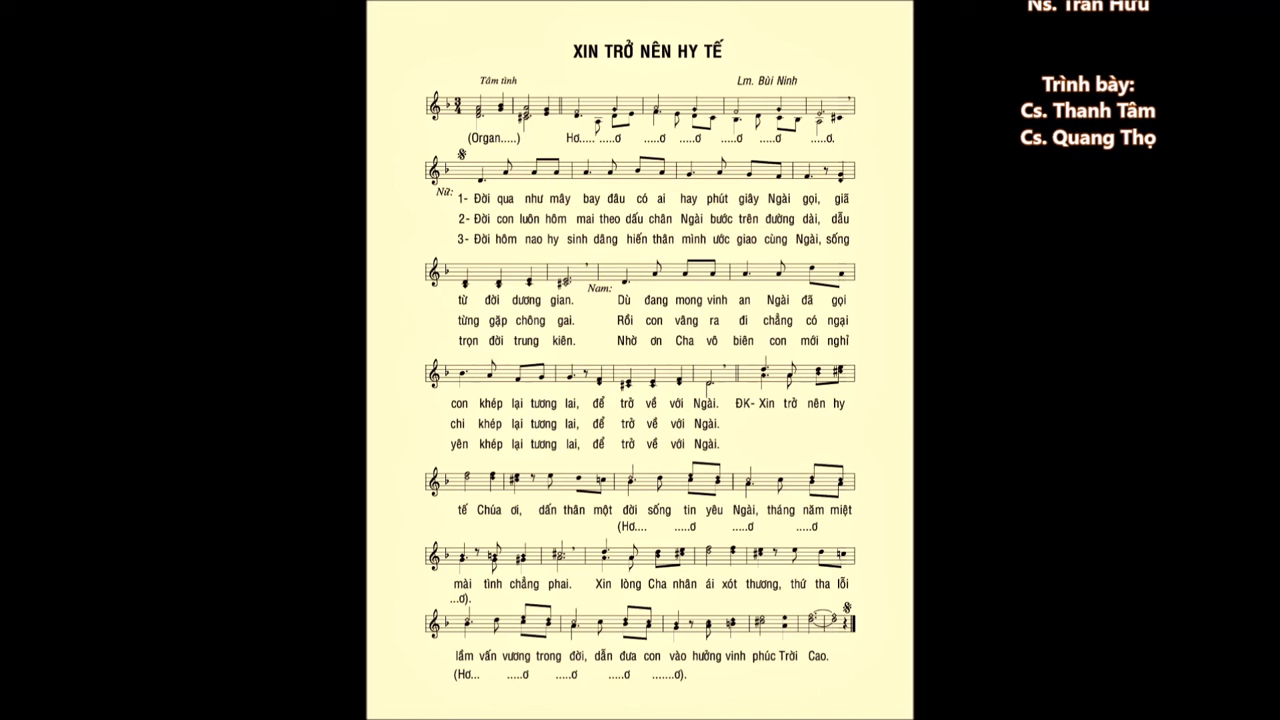 Ns. Trần Hữu
Trình bày:
Cs. Thanh Tâm
Cs. Quang Thọ
XIN TRỞ NÊN HY TẾ
Tâm tình
Lm. Bùi Ninh
(Organ.....) Hơ..... .....ơ .....ơ .....ơ .....ơ .....ơ .....ơ.
Nữ:
1- Đời qua như mây bay đâu có ai hay phút giây Ngài gọi, giã
2- Đời con luôn hôm mai theo dấu chân Ngài bước trên đường dài, dẫu
3- Đời hôm nao hy sinh dâng hiến thân mình ước giao cùng Ngài, sống
Nam:
từ đời dương gian. Dù đang mong vinh an Ngài đã gọi
từng gặp chông gai. Rồi con vâng ra đi chẳng có ngại
trọn đời trung kiên. Nhờ ơn Cha vô biên con mới nghỉ
con khép lại tương lai, để trở về với Ngài. ĐK- Xin trở nên hy
chi khép lại tương lai, để trở về với Ngài.
yên khép lại tương lai, để trở về với Ngài.
tế Chúa ơi, dấn thân một đời sống tin yêu Ngài, tháng năm miệt
(Hơ.... .....ơ .....ơ .....ơ
mài tình chẳng phai. Xin lòng Cha nhân ái xót thương, thứ tha lỗi
...ơ).
lầm vấn vương trong đời, dẫn đưa con vào hưởng vinh phúc Trời Cao.
(Hơ... .....ơ .....ơ .....ơ .......ơ).